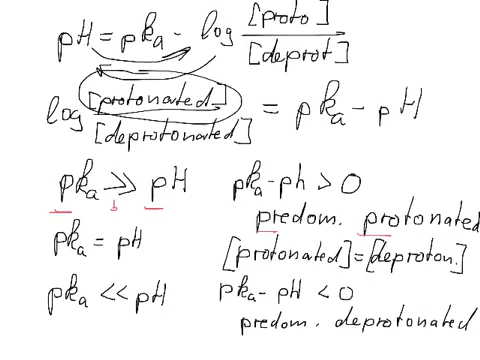 pH = pKa - log [proto] / [deprot]
log [protonated] / [deprotonated] = pKa - pH
pKa >> pH pKa - ph > 0
predom. protonated
pKa = pH [protonated] = [deproton.]
pKa << pH pKa - pH < 0
predom. deprotonated